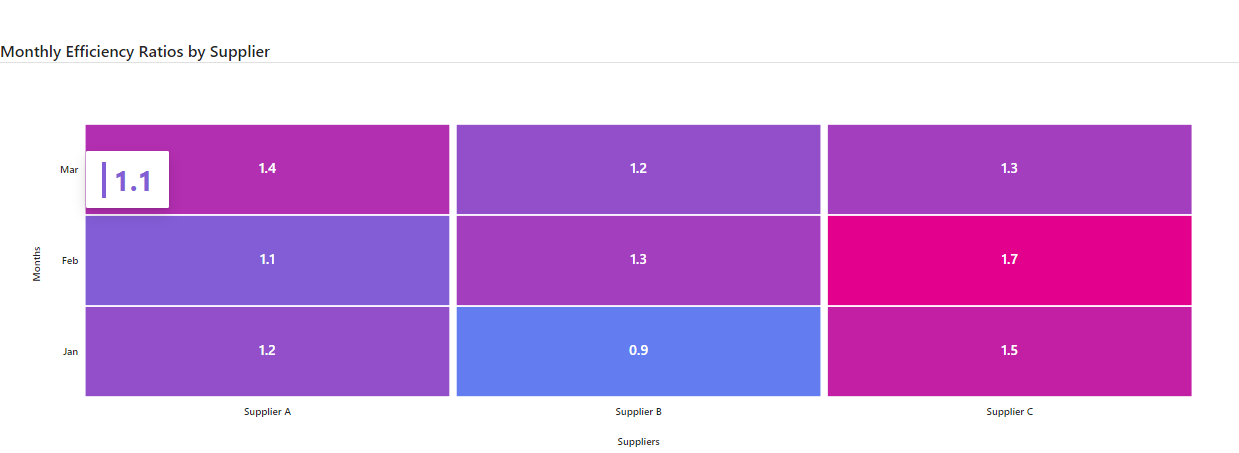 Monthly Efficiency Ratios by Supplier
Mar
1.1
1.4
1.2
1.3
Months
Feb
1.1
1.3
1.7
Jan
1.2
0.9
1.5
Supplier A
Supplier B
Supplier C
Suppliers